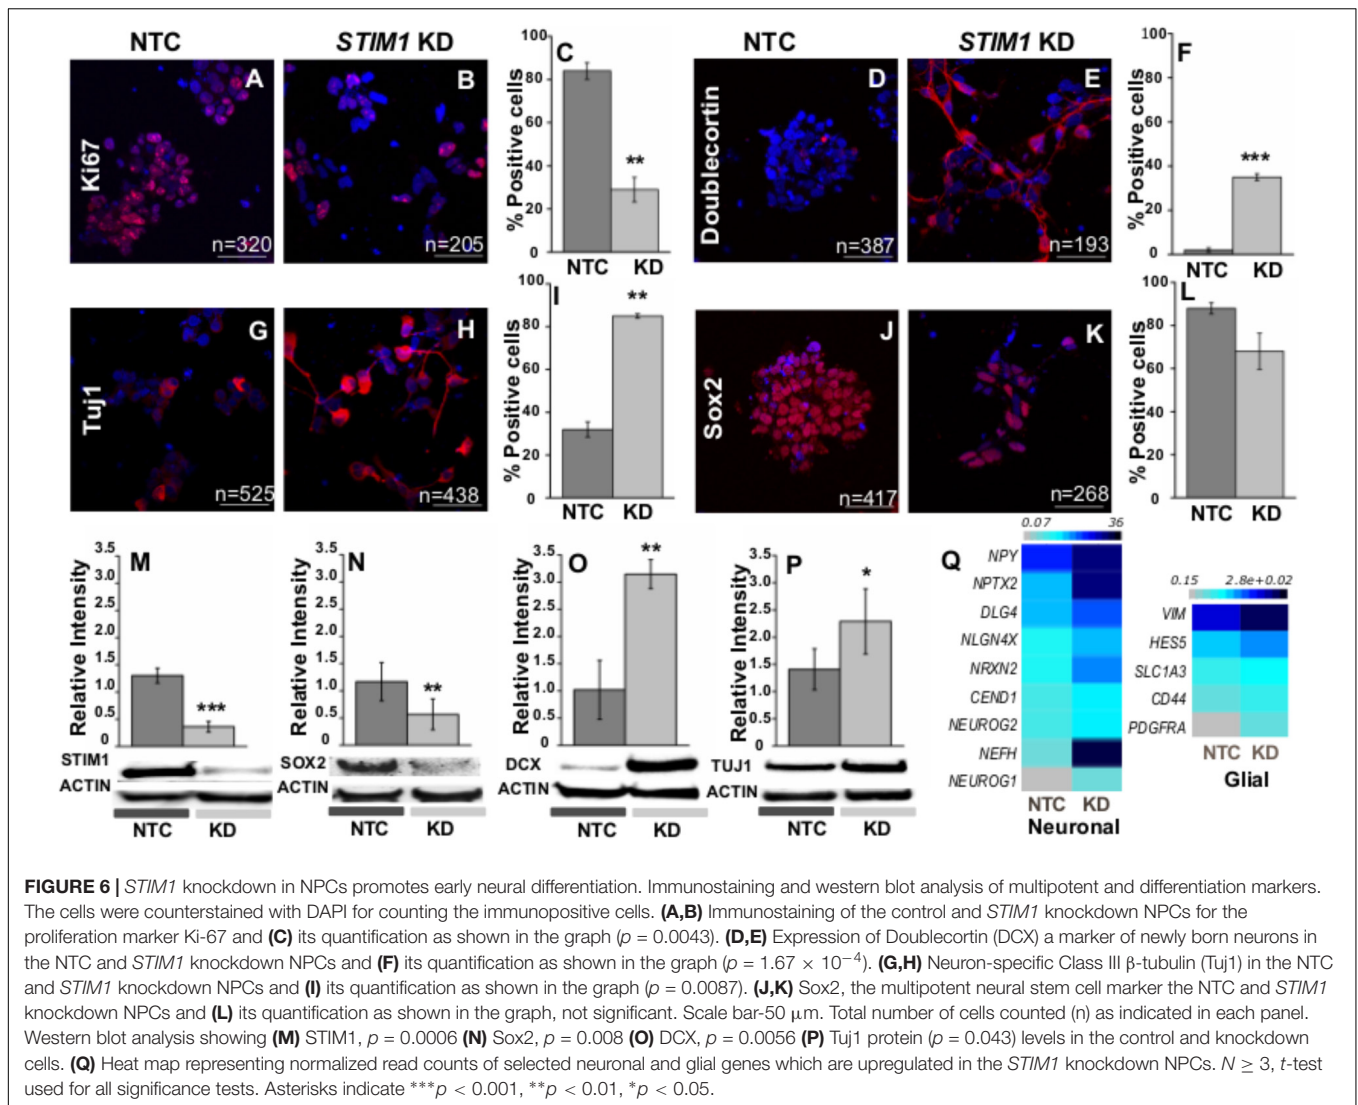 NTC STIM1 KD NTC STIM1 KD
A B C D E F
Ki67 Doublecortin
% Positive cells % Positive cells
100 80 60 40 20 0
100 80 60 40 20 0
** ***
n=320 n=205 n=387 n=193
NTC KD NTC KD
G H I J K L
Tuj1 Sox2
% Positive cells % Positive cells
100 80 60 40 20 0
100 80 60 40 20 0
**
n=525 n=438 n=417 n=268
NTC KD NTC KD
M N O P Q
Relative Intensity Relative Intensity Relative Intensity Relative Intensity
3.5 3.0 2.5 2.0 1.5 1.0 0.5 0
3.5 3.0 2.5 2.0 1.5 1.0 0.5 0
3.5 3.0 2.5 2.0 1.5 1.0 0.5 0
3.5 3.0 2.5 2.0 1.5 1.0 0.5 0
*** ** ** *
STIM1 SOX2 DCX TUJ1
ACTIN ACTIN ACTIN ACTIN
NTC KD NTC KD NTC KD NTC KD
0.07 36
NPY
NPTX2
DLG4
NLGN4X
NRXN2
CEND1
NEUROG2
NEFH
NEUROG1
NTC KD
Neuronal
0.15 2.8e+0.02
VIM
HES5
SLC1A3
CD44
PDGFRA
NTC KD
Glial
FIGURE 6 | STIM1 knockdown in NPCs promotes early neural differentiation. Immunostaining and western blot analysis of multipotent and differentiation markers.
The cells were counterstained with DAPI for counting the immunopositive cells. (A,B) Immunostaining of the control and STIM1 knockdown NPCs for the
proliferation marker Ki-67 and (C) its quantification as shown in the graph (p = 0.0043). (D,E) Expression of Doublecortin (DCX) a marker of newly born neurons in
the NTC and STIM1 knockdown NPCs and (F) its quantification as shown in the graph (p = 1.67 × 10⁻⁴). (G,H) Neuron-specific Class III β-tubulin (Tuj1) in the NTC
and STIM1 knockdown NPCs and (I) its quantification as shown in the graph (p = 0.0087). (J,K) Sox2, the multipotent neural stem cell marker the NTC and STIM1
knockdown NPCs and (L) its quantification as shown in the graph, not significant. Scale bar-50 μm. Total number of cells counted (n) as indicated in each panel.
Western blot analysis showing (M) STIM1, p = 0.0006 (N) Sox2, p = 0.008 (O) DCX, p = 0.0056 (P) Tuj1 protein (p = 0.043) levels in the control and knockdown
cells. (Q) Heat map representing normalized read counts of selected neuronal and glial genes which are upregulated in the STIM1 knockdown NPCs. N ≥ 3, t-test
used for all significance tests. Asterisks indicate ***p < 0.001, **p < 0.01, *p < 0.05.